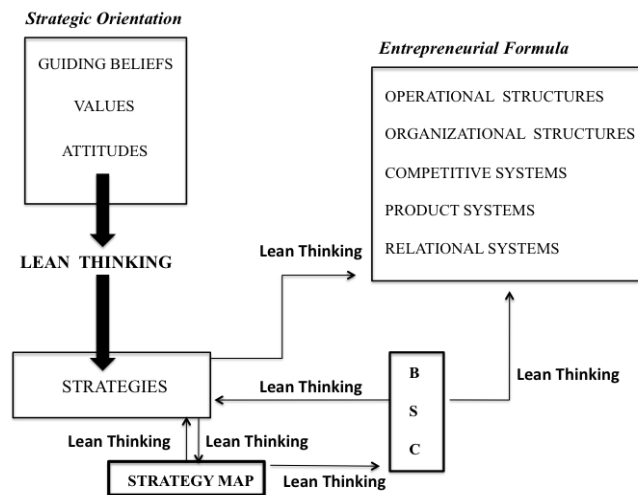 Strategic Orientation
GUIDING BELIEFS
VALUES
ATTITUDES
LEAN THINKING
Entrepreneurial Formula
OPERATIONAL STRUCTURES
ORGANIZATIONAL STRUCTURES
COMPETITIVE SYSTEMS
PRODUCT SYSTEMS
RELATIONAL SYSTEMS
Lean Thinking
STRATEGIES
Lean Thinking
B
S
C
Lean Thinking
Lean Thinking
Lean Thinking
STRATEGY MAP
Lean Thinking